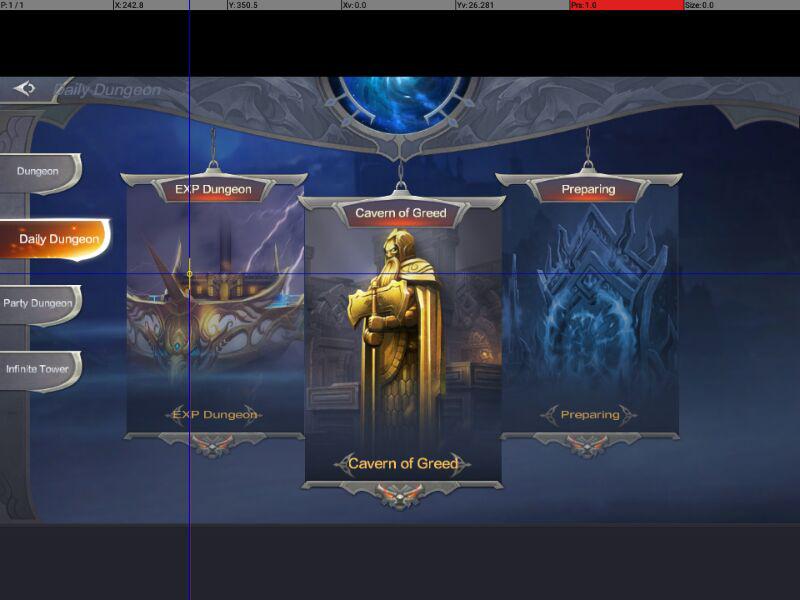 P: 1 / 1 X: 242.8 Y: 350.5 Xv: 0.0 Yv: 26.281 Prs: 1.0 Size: 0.0
Daily Dungeon
Dungeon
Daily Dungeon
Party Dungeon
Infinite Tower
EXP Dungeon
EXP Dungeon
Cavern of Greed
Cavern of Greed
Preparing
Preparing